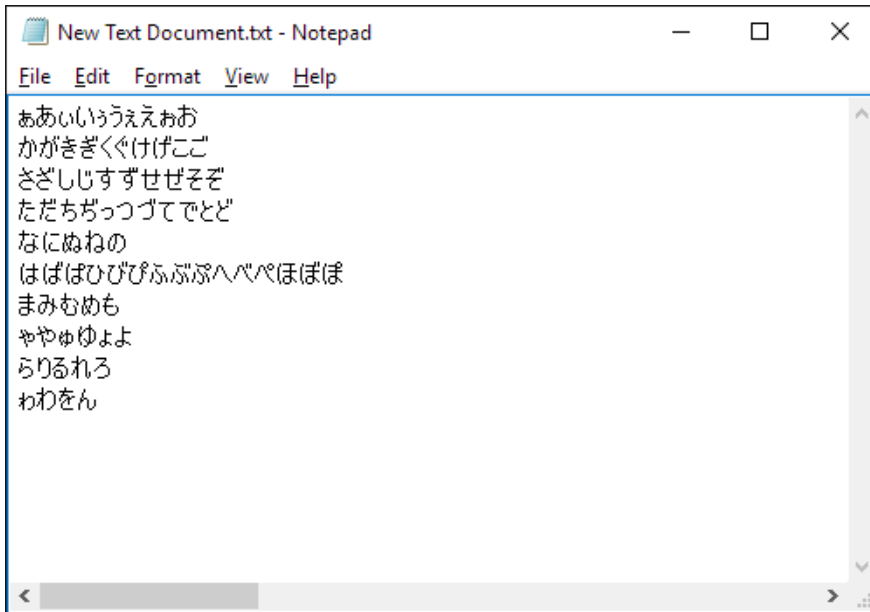 New Text Document.txt - Notepad
File Edit Format View Help
ぁあぃいぅうぇえぉお
かがきぎくぐけげこご
さざしじすずせぜそぞ
ただちぢっつづてでとど
なにぬねの
はばぱひびぴふぶぷへべぺほぼぽ
まみむめも
ゃやゅゆょよ
らりるれろ
ゎわをん